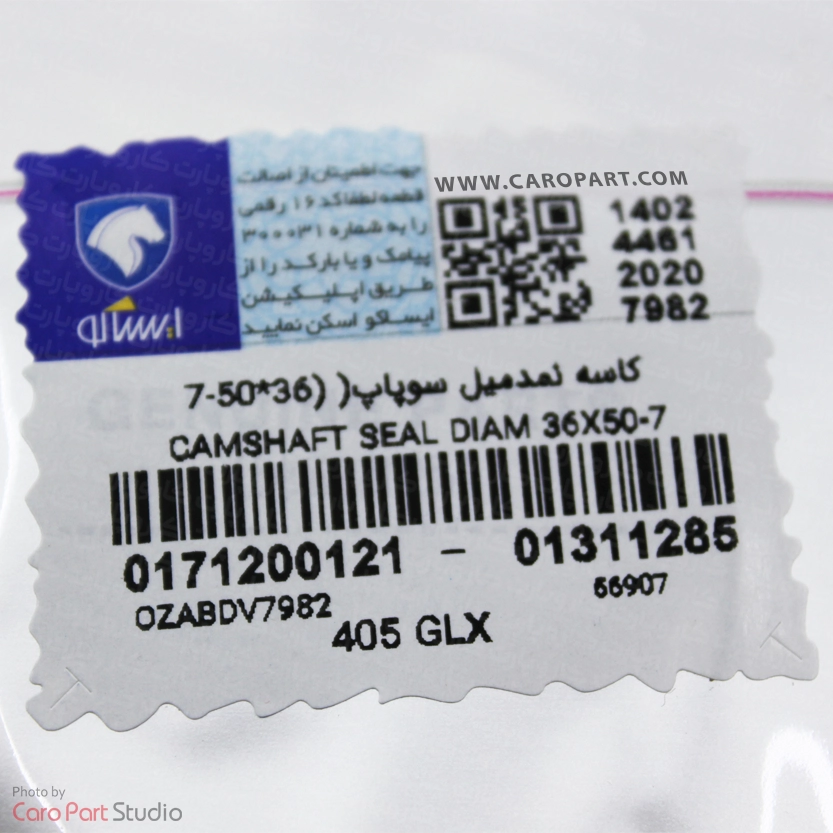 WWW.CAROPART.COM
جهت اطمینان از اصالت
قطعه لطفا کد ۱۶ رقمی
را به شماره ۳۰۰۰۳۱
پیامک و یا بارکد را از
طریق اپلیکیشن
ایساکو اسکن نمایید
1402
4461
2020
7982
ایساکو
کاسه نمدمیل سوپاپ( )36*50-7
CAMSHAFT SEAL DIAM 36X50-7
0171200121 - 01311285
OZABDV7982
66907
405 GLX
Photo by
Caro Part Studio